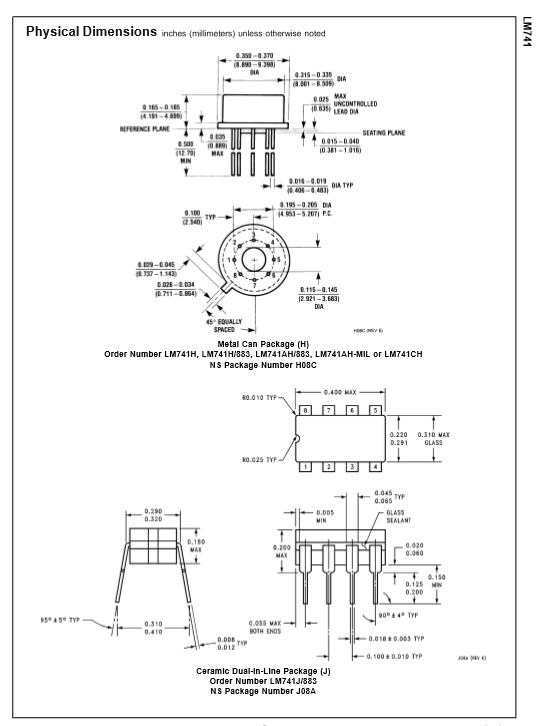 LM741
Physical Dimensions inches (millimeters) unless otherwise noted
0.350–0.370
(8.890–9.398)
DIA
0.315–0.335 DIA
(8.001–8.509)
0.165–0.185
(4.191–4.699)
0.025 MAX
(0.635) UNCONTROLLED
LEAD DIA
REFERENCE PLANE
SEATING PLANE
0.035
(0.889)
MAX
0.500
(12.70)
MIN
0.015–0.040
(0.381–1.016)
0.016–0.019 DIA TYP
(0.406–0.483)
0.195–0.205 DIA
(4.953–5.207) P.C.
0.100 TYP
(2.540)
3
2 4
1 5
8 6
7
0.029–0.045
(0.737–1.143)
0.028–0.034
(0.711–0.864)
0.115–0.145
(2.921–3.683)
DIA
45° EQUALLY
SPACED
H08C (REV E)
Metal Can Package (H)
Order Number LM741H, LM741H/883, LM741AH/883, LM741AH-MIL or LM741CH
NS Package Number H08C
R0.010 TYP
0.400 MAX
8 7 6 5
0.220
0.291
0.310 MAX
GLASS
R0.025 TYP
1 2 3 4
0.290
0.320
0.180
MAX
95° ± 5° TYP
0.310
0.410
0.008
0.012 TYP
0.005
MIN
0.045
0.065 TYP
GLASS
SEALANT
0.200
MAX
0.020
0.060
0.125
0.200
0.150
MIN
90° ± 4° TYP
0.055 MAX
BOTH ENDS
0.018 ± 0.003 TYP
0.100 ± 0.010 TYP
J08A (REV K)
Ceramic Dual-In-Line Package (J)
Order Number LM741J/883
NS Package Number J08A